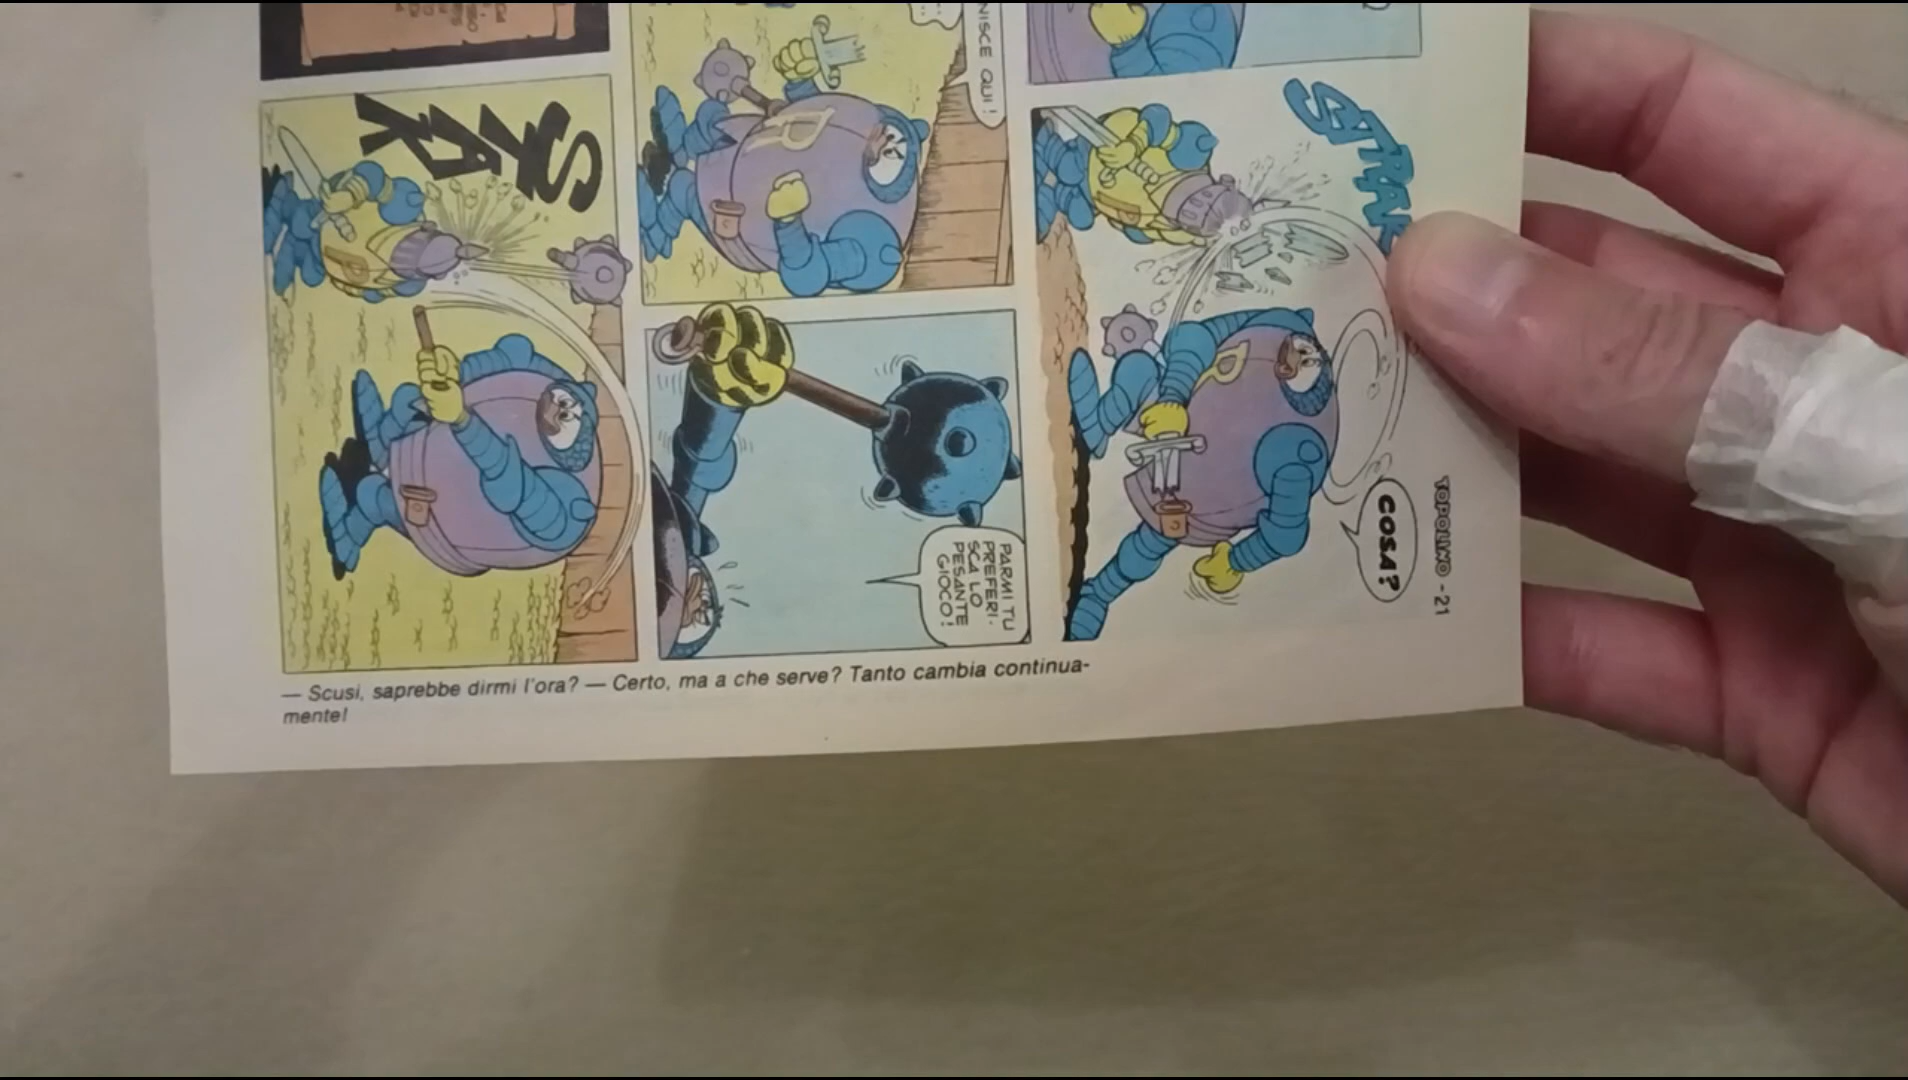 TOPOLINO - 21
COSA?
NISCE QUI!
PARMI TU
PREFERI-
SCA LO
PESANTE
GIOCO!
STAK
— Scusi, saprebbe dirmi l'ora? — Certo, ma a che serve? Tanto cambia continua-
mente!